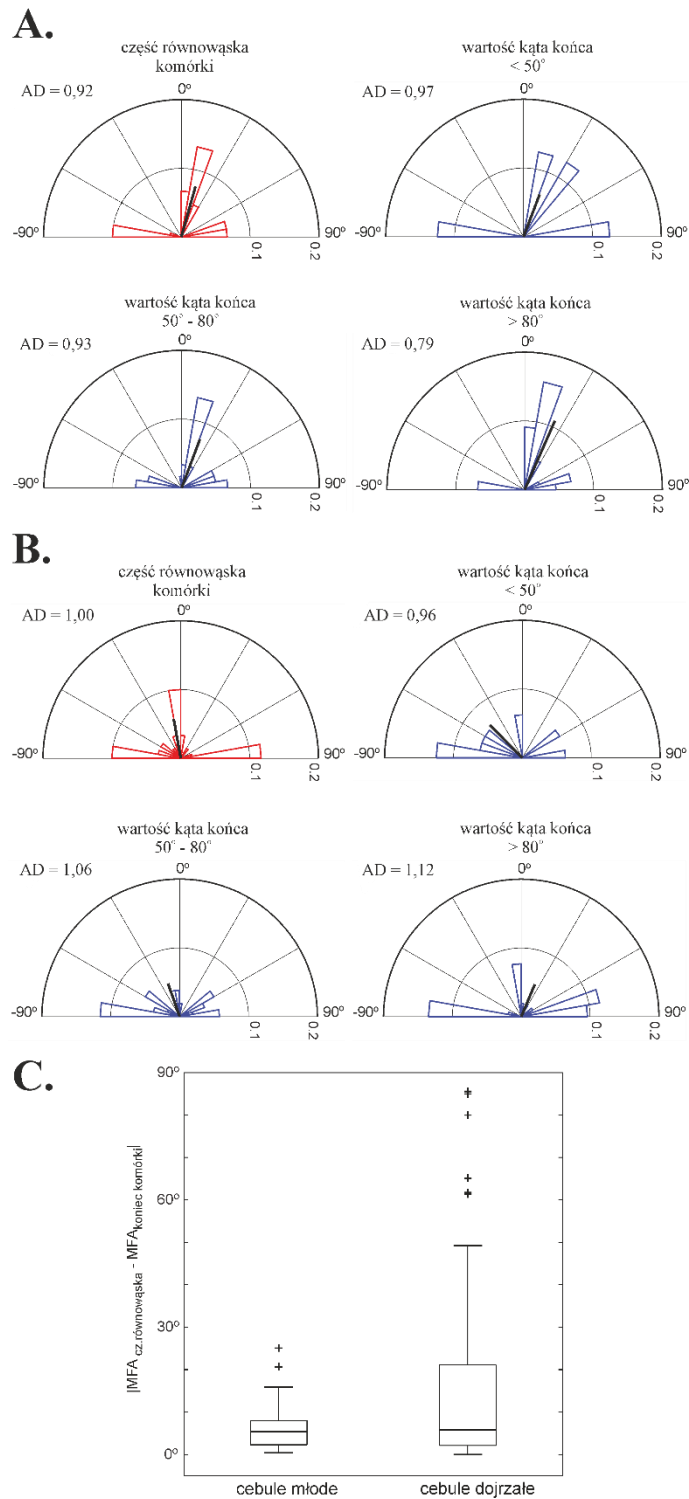 A.
część równowąska
komórki
AD = 0,92
0°
-90°
90°
0.1
0.2
wartość kąta końca
< 50°
AD = 0,97
0°
-90°
90°
0.1
0.2
wartość kąta końca
50° - 80°
AD = 0,93
0°
-90°
90°
0.1
0.2
wartość kąta końca
> 80°
AD = 0,79
0°
-90°
90°
0.1
0.2
B.
część równowąska
komórki
AD = 1,00
0°
-90°
90°
0.1
0.2
wartość kąta końca
< 50°
AD = 0,96
0°
-90°
90°
0.1
0.2
wartość kąta końca
50° - 80°
AD = 1,06
0°
-90°
90°
0.1
0.2
wartość kąta końca
> 80°
AD = 1,12
0°
-90°
90°
0.1
0.2
C.
|MFA cz.równowąska - MFA koniec komórki|
90°
60°
30°
0°
cebule młode
cebule dojrzałe